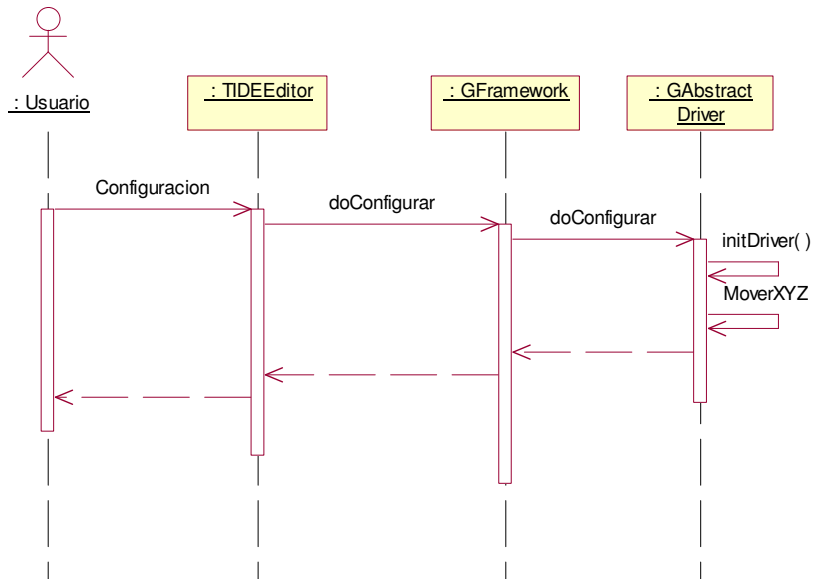 : Usuario
: TIDEEditor
: GFramework
: GAbstract
Driver
Configuracion
doConfigurar
doConfigurar
initDriver( )
MoverXYZ